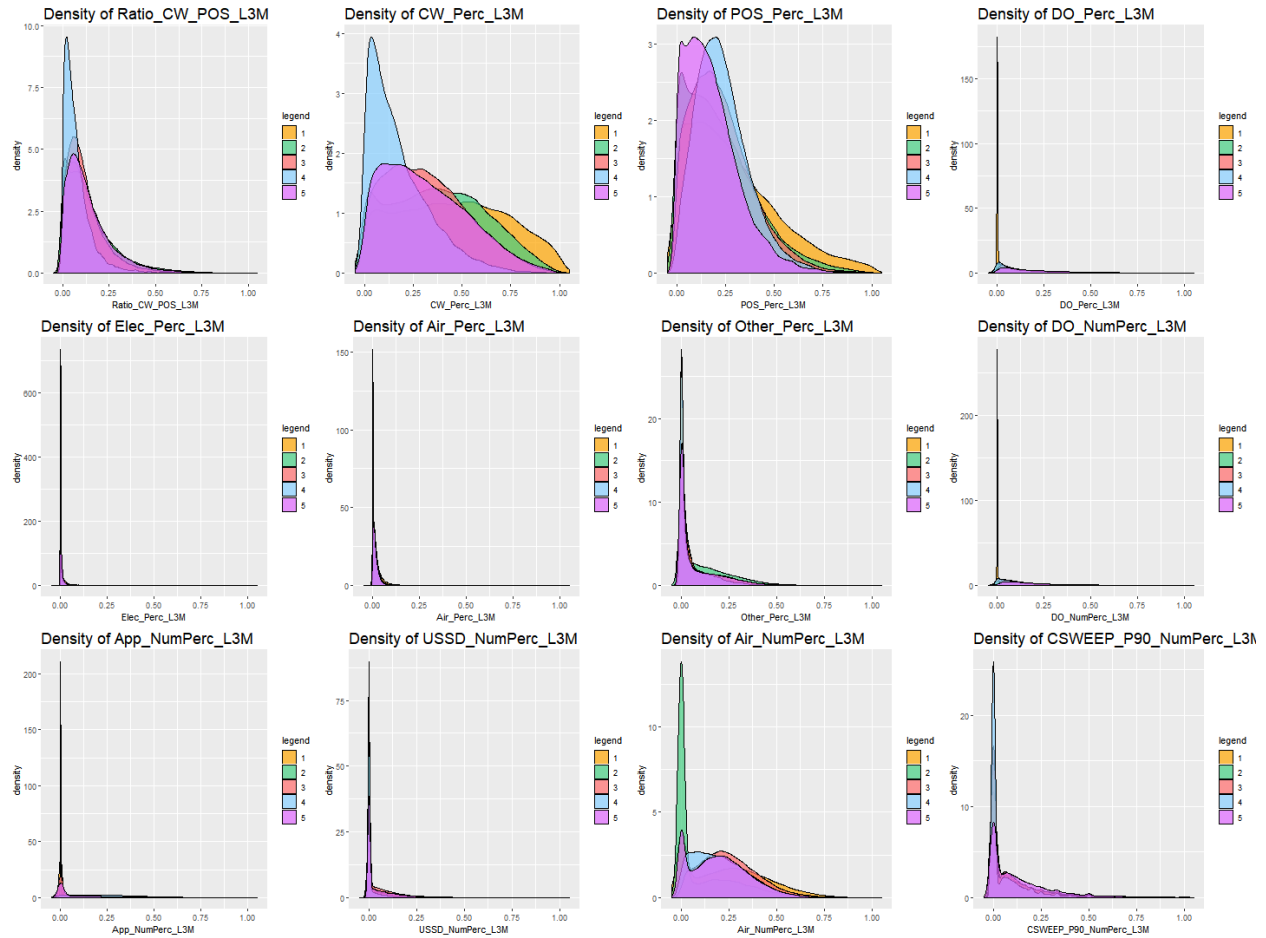 Density of Ratio_CW_POS_L3M
10.0
7.5
5.0
2.5
0.0
density
0.00 0.25 0.50 0.75 1.00
Ratio_CW_POS_L3M
legend
1
2
3
4
5
Density of CW_Perc_L3M
4
3
2
1
0
density
0.00 0.25 0.50 0.75 1.00
CW_Perc_L3M
legend
1
2
3
4
5
Density of POS_Perc_L3M
3
2
1
0
density
0.00 0.25 0.50 0.75 1.00
POS_Perc_L3M
legend
1
2
3
4
5
Density of DO_Perc_L3M
150
100
50
0
density
0.00 0.25 0.50 0.75 1.00
DO_Perc_L3M
legend
1
2
3
4
5
Density of Elec_Perc_L3M
600
400
200
0
density
0.00 0.25 0.50 0.75 1.00
Elec_Perc_L3M
legend
1
2
3
4
5
Density of Air_Perc_L3M
150
100
50
0
density
0.00 0.25 0.50 0.75 1.00
Air_Perc_L3M
legend
1
2
3
4
5
Density of Other_Perc_L3M
20
10
0
density
0.00 0.25 0.50 0.75 1.00
Other_Perc_L3M
legend
1
2
3
4
5
Density of DO_NumPerc_L3M
200
100
0
density
0.00 0.25 0.50 0.75 1.00
DO_NumPerc_L3M
legend
1
2
3
4
5
Density of App_NumPerc_L3M
200
150
100
50
0
density
0.00 0.25 0.50 0.75 1.00
App_NumPerc_L3M
legend
1
2
3
4
5
Density of USSD_NumPerc_L3M
75
50
25
0
density
0.00 0.25 0.50 0.75 1.00
USSD_NumPerc_L3M
legend
1
2
3
4
5
Density of Air_NumPerc_L3M
10
5
0
density
0.00 0.25 0.50 0.75 1.00
Air_NumPerc_L3M
legend
1
2
3
4
5
Density of CSWEEP_P90_NumPerc_L3M
20
10
0
density
0.00 0.25 0.50 0.75 1.00
CSWEEP_P90_NumPerc_L3M
legend
1
2
3
4
5